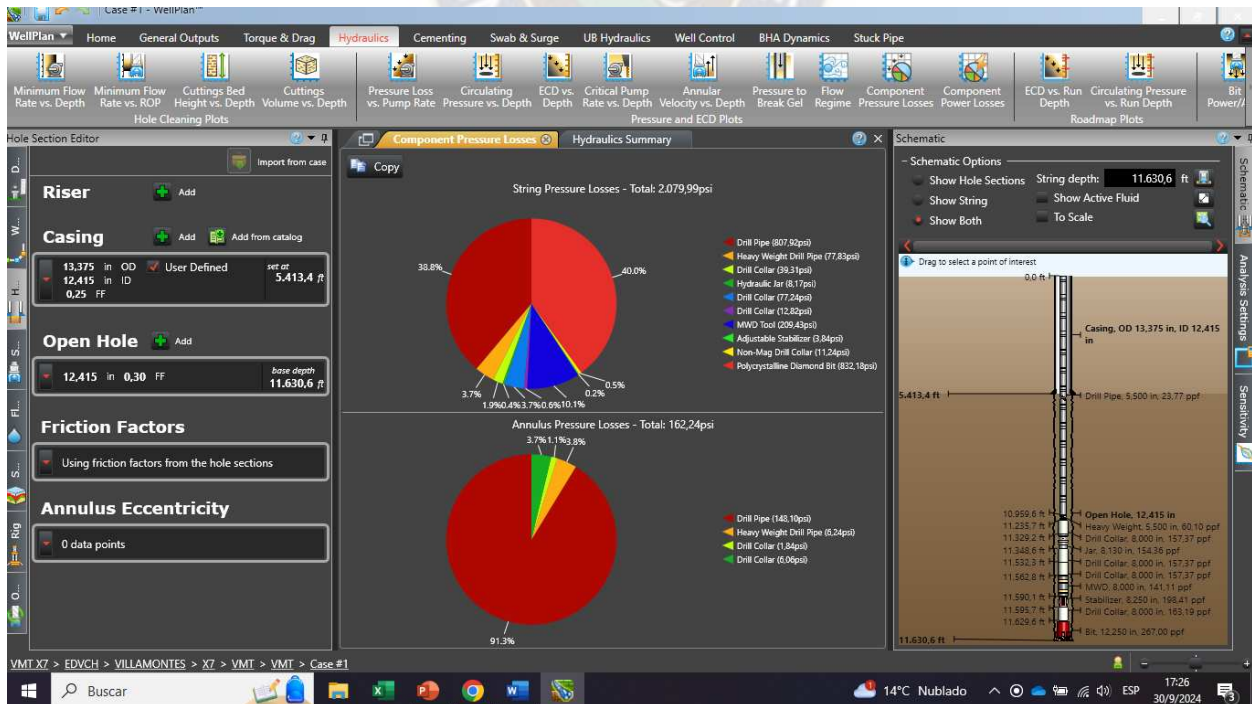 Case #1 - WellPlan™
WellPlan Home General Outputs Torque & Drag Hydraulics Cementing Swab & Surge UB Hydraulics Well Control BHA Dynamics Stuck Pipe
Minimum Flow Rate vs. Depth
Minimum Flow Rate vs. ROP
Cuttings Bed Height vs. Depth
Cuttings Volume vs. Depth
Pressure Loss vs. Pump Rate
Circulating Pressure vs. Depth
ECD vs. Depth
Critical Pump Rate vs. Depth
Annular Velocity vs. Depth
Pressure to Break Gel
Flow Regime
Component Pressure Losses
Component Power Losses
ECD vs. Run Depth
Circulating Pressure vs. Run Depth
Bit
Power/A
Hole Cleaning Plots
Pressure and ECD Plots
Roadmap Plots
Hole Section Editor
Import from case
D...
W...
H...
S...
Fl...
S...
Rig
O...
Riser Add
Casing Add Add from catalog
13,375 in OD User Defined set at
12,415 in ID 5.413,4 ft
0,25 FF
Open Hole Add
12,415 in 0,30 FF base depth
11.630,6 ft
Friction Factors
Using friction factors from the hole sections
Annulus Eccentricity
0 data points
Component Pressure Losses Hydraulics Summary
Copy
String Pressure Losses - Total: 2.079,99psi
38.8%
40.0%
3.7%
1.9%
0.4%
3.7%
0.6%
10.1%
0.2%
0.5%
Drill Pipe (807,92psi)
Heavy Weight Drill Pipe (77,83psi)
Drill Collar (39,31psi)
Hydraulic Jar (8,17psi)
Drill Collar (77,24psi)
Drill Collar (12,82psi)
MWD Tool (209,43psi)
Adjustable Stabilizer (3,84psi)
Non-Mag Drill Collar (11,24psi)
Polycrystalline Diamond Bit (832,18psi)
Annulus Pressure Losses - Total: 162,24psi
3.7%1.1%3.8%
91.3%
Drill Pipe (148,10psi)
Heavy Weight Drill Pipe (6,24psi)
Drill Collar (1,84psi)
Drill Collar (6,06psi)
Schematic
Schematic Options
Show Hole Sections String depth: 11.630,6 ft
Show String Show Active Fluid
Show Both To Scale
Drag to select a point of interest
0,0 ft
Casing, OD 13,375 in, ID 12,415 in
5.413,4 ft
Drill Pipe, 5,500 in, 23,77 ppf
10.959,6 ft Open Hole, 12,415 in
11.235,7 ft Heavy Weight, 5,500 in, 60,10 ppf
11.329,2 ft Drill Collar, 8,000 in, 157,37 ppf
11.348,6 ft Jar, 8,130 in, 154,36 ppf
11.532,3 ft Drill Collar, 8,000 in, 157,37 ppf
11.562,8 ft Drill Collar, 8,000 in, 157,37 ppf
MWD, 8,000 in, 141,11 ppf
11.590,1 ft Stabilizer, 8,250 in, 198,41 ppf
11.595,7 ft Drill Collar, 8,000 in, 163,19 ppf
11.629,6 ft
Bit, 12,250 in, 267,00 ppf
11.630,6 ft
Schematic
Analysis Settings
Sensitivity
VMT X7 > EDVCH > VILLAMONTES > X7 > VMT > VMT > Case #1
Buscar
14°C Nublado
ESP
17:26
30/9/2024
3